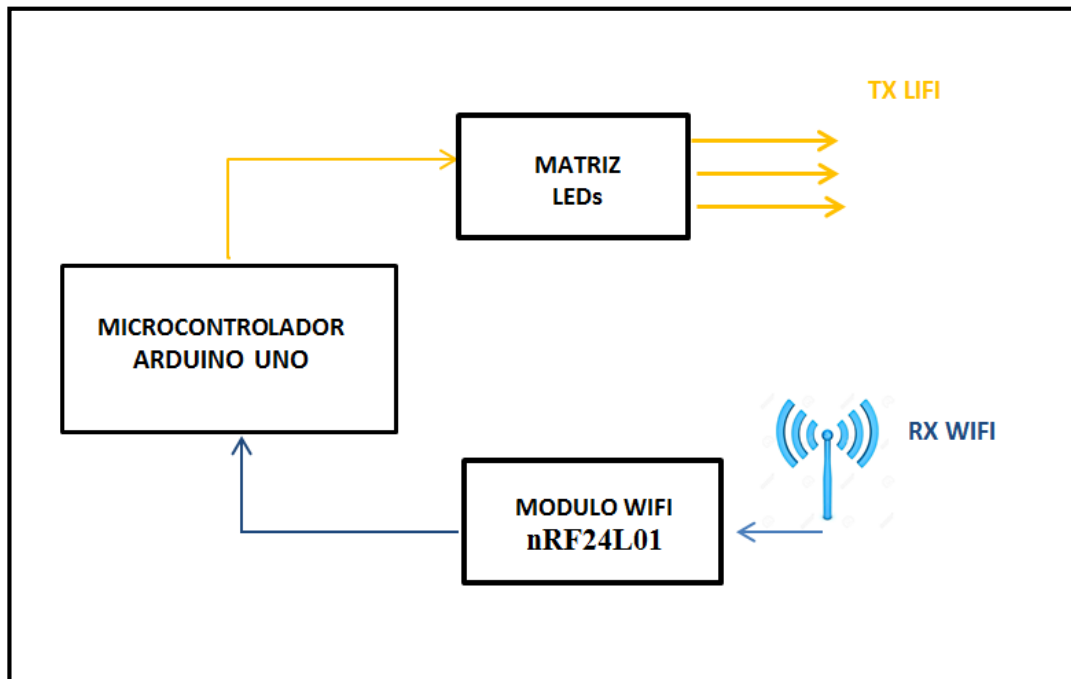 TX LIFI
MATRIZ
LEDs
MICROCONTROLADOR
ARDUINO UNO
RX WIFI
MODULO WIFI
nRF24L01